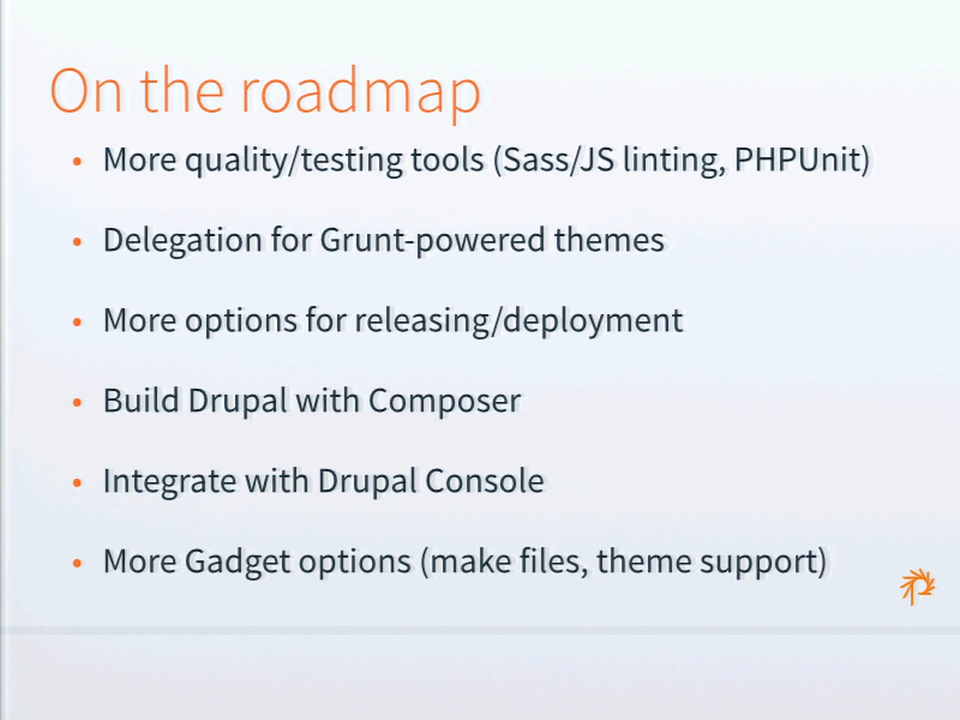 On the roadmap
• More quality/testing tools (Sass/JS linting, PHPUnit)
• Delegation for Grunt-powered themes
• More options for releasing/deployment
• Build Drupal with Composer
• Integrate with Drupal Console
• More Gadget options (make files, theme support)